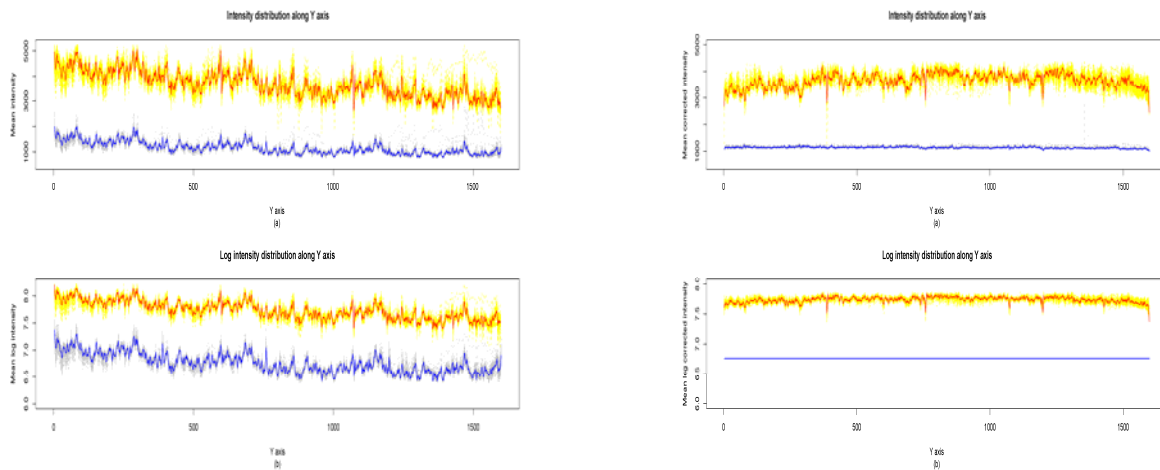 Intensity distribution along Y axis
Mean intensity
5000
3000
1000
0
500
1000
1500
Y axis
(a)
Intensity distribution along Y axis
Mean corrected intensity
5000
3000
1000
0
500
1000
1500
Y axis
(a)
Log intensity distribution along Y axis
Mean log intensity
8.0
7.5
7.0
6.5
6.0
0
500
1000
1500
Y axis
(b)
Log intensity distribution along Y axis
Mean log corrected intensity
8.0
7.5
7.0
6.5
6.0
0
500
1000
1500
Y axis
(b)